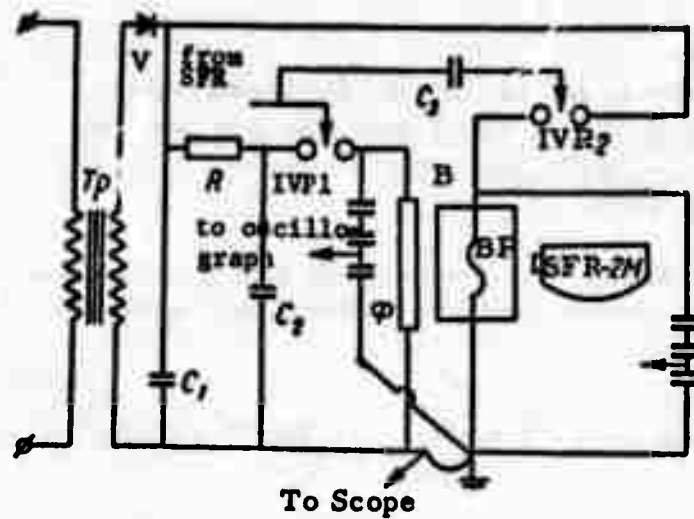 V
from
SFR
C₃
IVR₂
R
IVP1
B
Tp
to oscillo
graph
BP
SFR-2M
C₂
Φ
C₁
To Scope